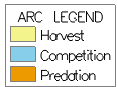 ARC LEGEND
Harvest
Competition
Predation